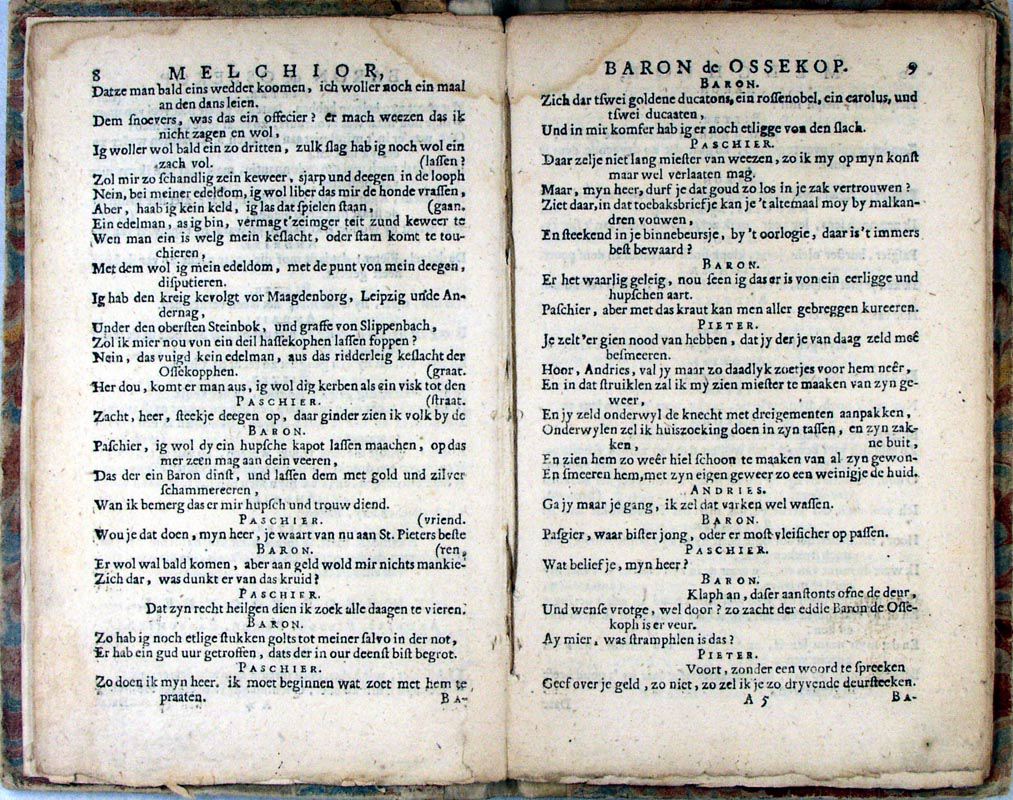 8 MELCHIOR,
Datze man bald eins wedder koomen, ich woller noch ein maal
an den dans leien.
Dem snoevers, was das ein offecier? er mach weezen das ik
nicht zagen en wol,
Ig woller wol bald ein zo dritten, zulk slag hab ig noch wol ein
zach vol. (lassen?
Zol mir zo schandlig zein keweer, sjarp und deegen in de looph
Nein, bei meiner edeldom, ig wol liber das mir de honde vrassen,
Aber, haab ig kein keld, ig las dat spielen staan, (gaan.
Ein edelman, as ig bin, vermag t'zeimger teit zund keweer te
Wen man ein is welg mein keslacht, oder stam komt te tou-
chieren,
Met dem wol ig mein edeldom, met de punt von mein deegen,
disputieren.
Ig hab den kreig kevolgt vor Maagdenborg, Leipzig unde An-
dernag,
Under den obersten Steinbok, und graffe von Slippenbach,
Zol ik mier nou von ein deil hassekophen lassen foppen?
Nein, das vuigd kein edelman, aus das ridderleig keslacht der
Ossekopphen. (graat.
Her dou, komt er man aus, ig wol dig kerben als ein visk tot den
PASCHIER. (straat.
Zacht, heer, steekje deegen op, daar ginder zien ik volk by de
BARON.
Paschier, ig wol dy ein hupsche kapot lassen maachen, op das
mer zeen mag aan dein veeren,
Das der ein Baron dinst, und lassen dem met gold und zilver
schammereeren,
Wan ik bemerg das er mir hupsch und trouw diend.
PASCHIER. (vriend.
Wou je dat doen, myn heer, je waart van nu aan St. Pieters beste
BARON. (ren,
Er wol wal bald komen, aber aan geld wold mir nichts mankie-
Zich dar, was dunkt er van das kruid?
PASCHIER.
Dat zyn recht heilgen dien ik zoek alle daagen te vieren.
BARON.
Zo hab ig noch etlige stukken golts tot meiner salvo in der not,
Er hab ein gud uur getroffen, dats der in our deenst bist begrot.
PASCHIER.
Zo doen ik myn heer. ik moet beginnen wat zoet met hem te
praaten. BA-
BARON de OSSEKOP. 9
BARON.
Zich dar tswei goldene ducatons, ein rossenobel, ein carolus, und
tswei ducaaten,
Und in mir komfer hab ig er noch etligge von den slach.
PASCHIER.
Daar zelje niet lang miester van weezen, zo ik my op myn konst
maar wel verlaaten mag.
Maar, myn heer, durf je dat goud zo los in je zak vertrouwen?
Ziet daar, in dat toebaksbriefje kan je 't altemaal moy by malkan-
dren vouwen,
En steekend in je binnebeursje, by 't oorlogie, daar is't immers
best bewaard?
BARON.
Er het waarlig geleig, nou seen ig das er is von ein eerligge und
hupschen aart.
Paschier, aber met das kraut kan men aller gebreggen kureeren.
PIETER.
Je zelt'er gien nood van hebben, dat jy der je van daag zeld meê
besmeeren.
Hoor, Andries, val jy maar zo daadlyk zoetjes voor hem neêr,
En in dat struiklen zal ik my zien miester te maaken van zyn ge-
weer,
En jy zeld onderwyl de knecht met dreigementen aanpakken,
Onderwylen zel ik huiszoeking doen in zyn tassen, en zyn zak-
ken, ne buit,
En zien hem zo weêr hiel schoon te maaken van al zyn gewon-
En smeeren hem, met zyn eigen geweer zo een weinigje de huid.
ANDRIES.
Ga jy maar je gang, ik zel dat varken wel wassen.
BARON.
Pasgier, waar bister jong, oder er most vleisicher op passen.
PASCHIER.
Wat belief je, myn heer?
BARON.
Klaph an, daser aanstonts ofne de deur,
Und wense vrotge, wel door? zo zacht der eddie Baron de Osse-
koph is er veur.
Ay mier, was stramphlen is das?
PIETER.
Voort, zonder een woord te spreeken
Geef over je geld, zo niet, zo zel ik je zo dryvende deursteeken.
A 5 BA-